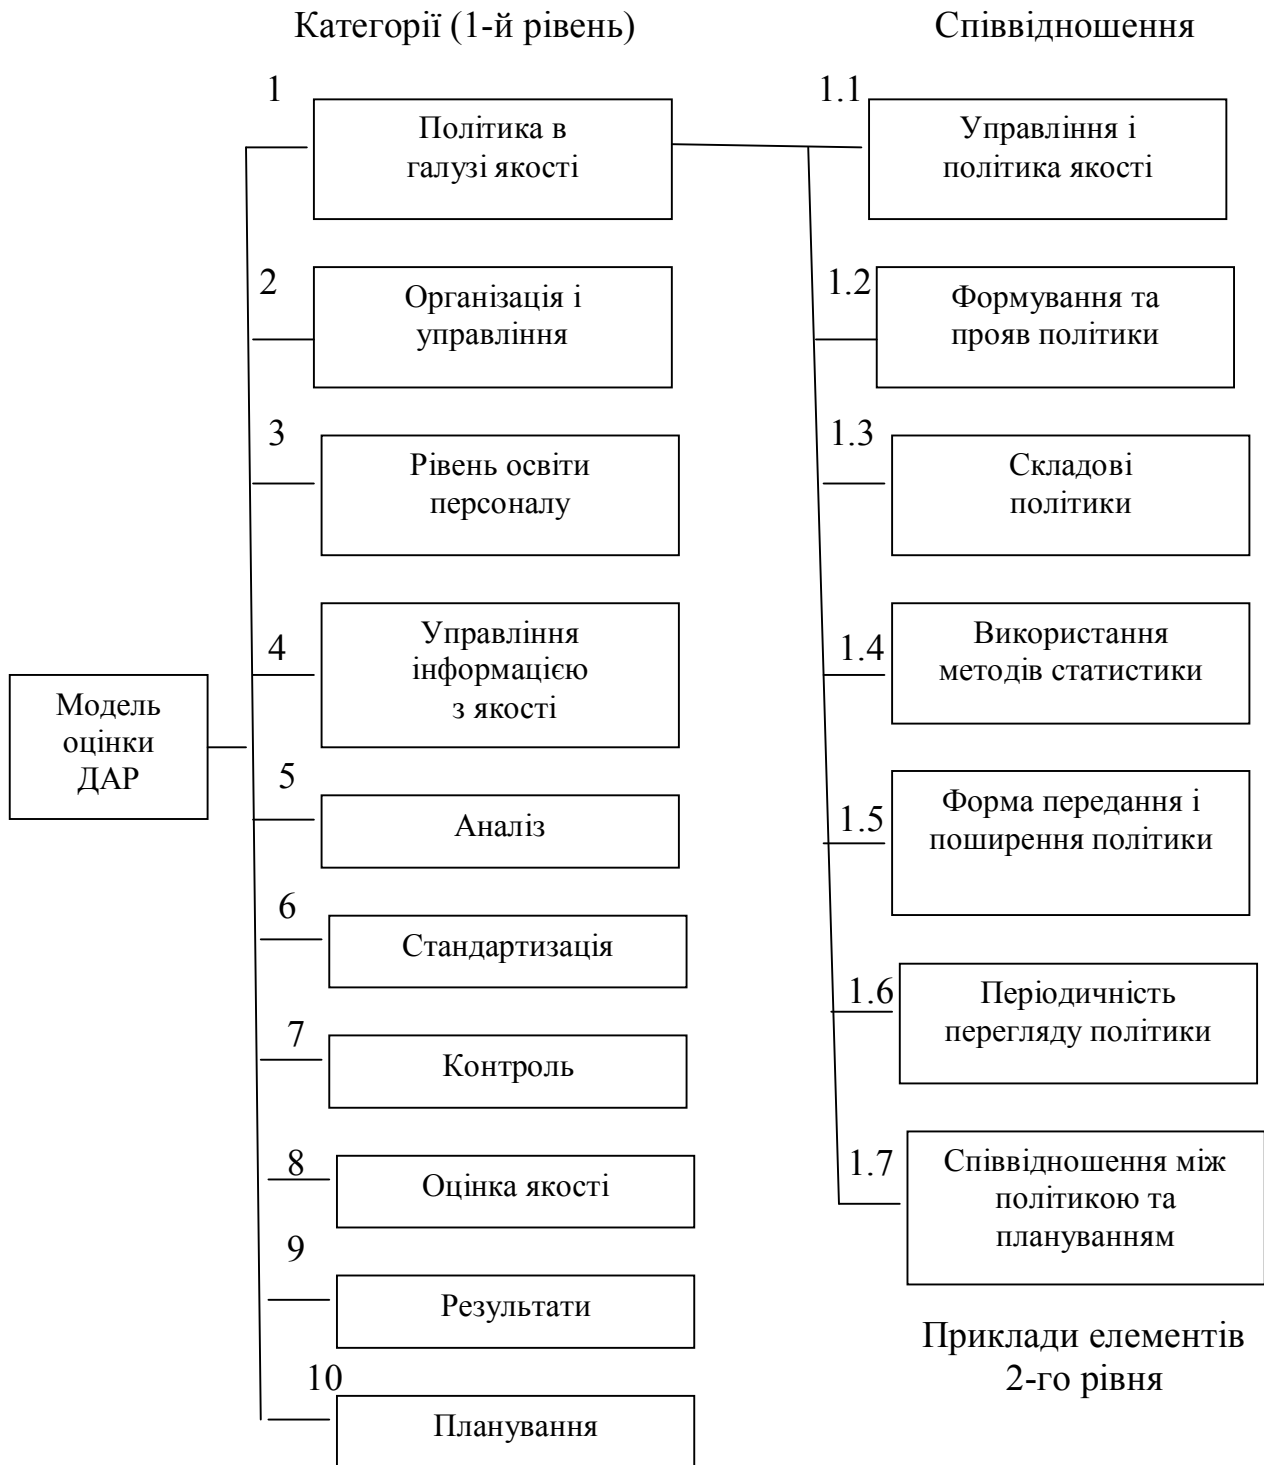 Категорії (1-й рівень)
Співвідношення
1
Політика в
галузі якості
2
Організація і
управління
3
Рівень освіти
персоналу
4
Управління
інформацією
з якості
Модель
оцінки
ДАР
5
Аналіз
6
Стандартизація
7
Контроль
8
Оцінка якості
9
Результати
10
Планування
1.1
Управління і
політика якості
1.2
Формування та
прояв політики
1.3
Складові
політики
1.4
Використання
методів статистики
1.5
Форма передання і
поширення політики
1.6
Періодичність
перегляду політики
1.7
Співвідношення між
політикою та
плануванням
Приклади елементів
2-го рівня